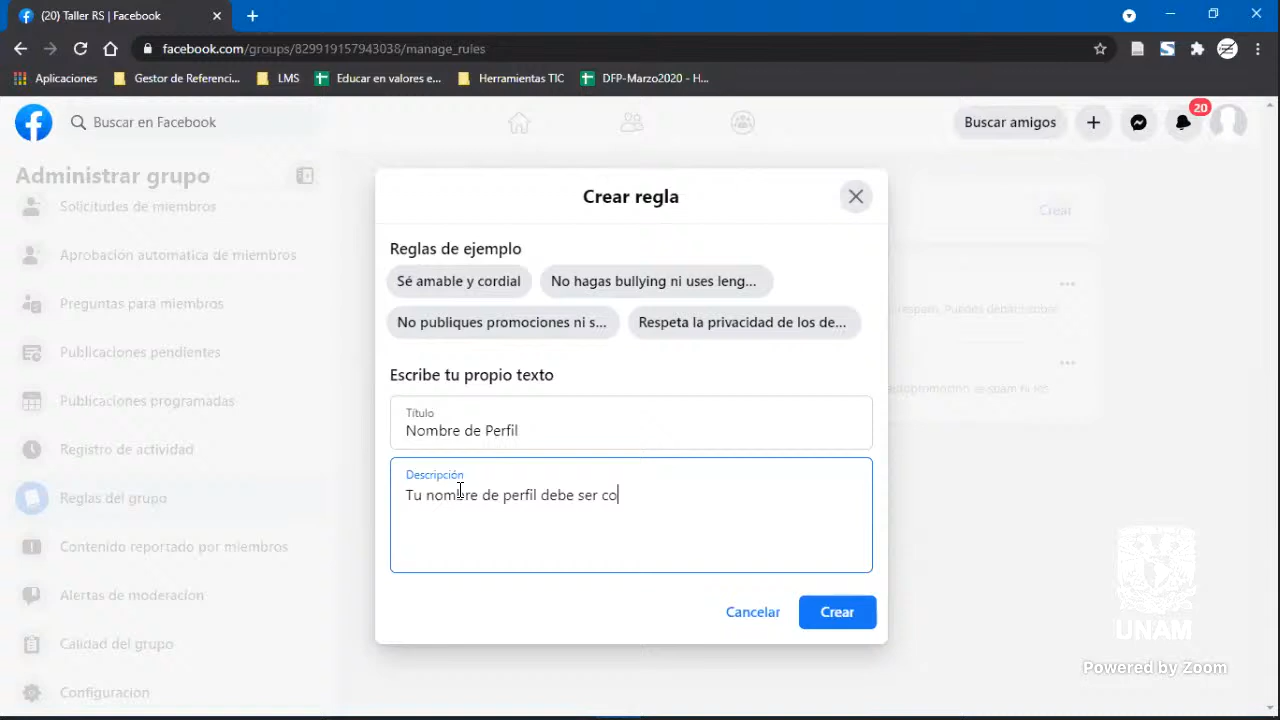 (20) Taller RS | Facebook
facebook.com/groups/829919157943038/manage_rules
Aplicaciones
Gestor de Referenci...
LMS
Educar en valores e...
Herramientas TIC
DFP-Marzo2020 - H...
Buscar en Facebook
Buscar amigos
20
Administrar grupo
Solicitudes de miembros
Aprobación automática de miembros
Preguntas para miembros
Publicaciones pendientes
Publicaciones programadas
Registro de actividad
Reglas del grupo
Contenido reportado por miembros
Alertas de moderación
Calidad del grupo
Configuración
Crear
Crear regla
Reglas de ejemplo
Sé amable y cordial
No hagas bullying ni uses leng...
No publiques promociones ni s...
Respeta la privacidad de los de...
Escribe tu propio texto
Título
Nombre de Perfil
Descripción
Tu nombre de perfil debe ser co
Cancelar
Crear
UNAM
Powered by Zoom